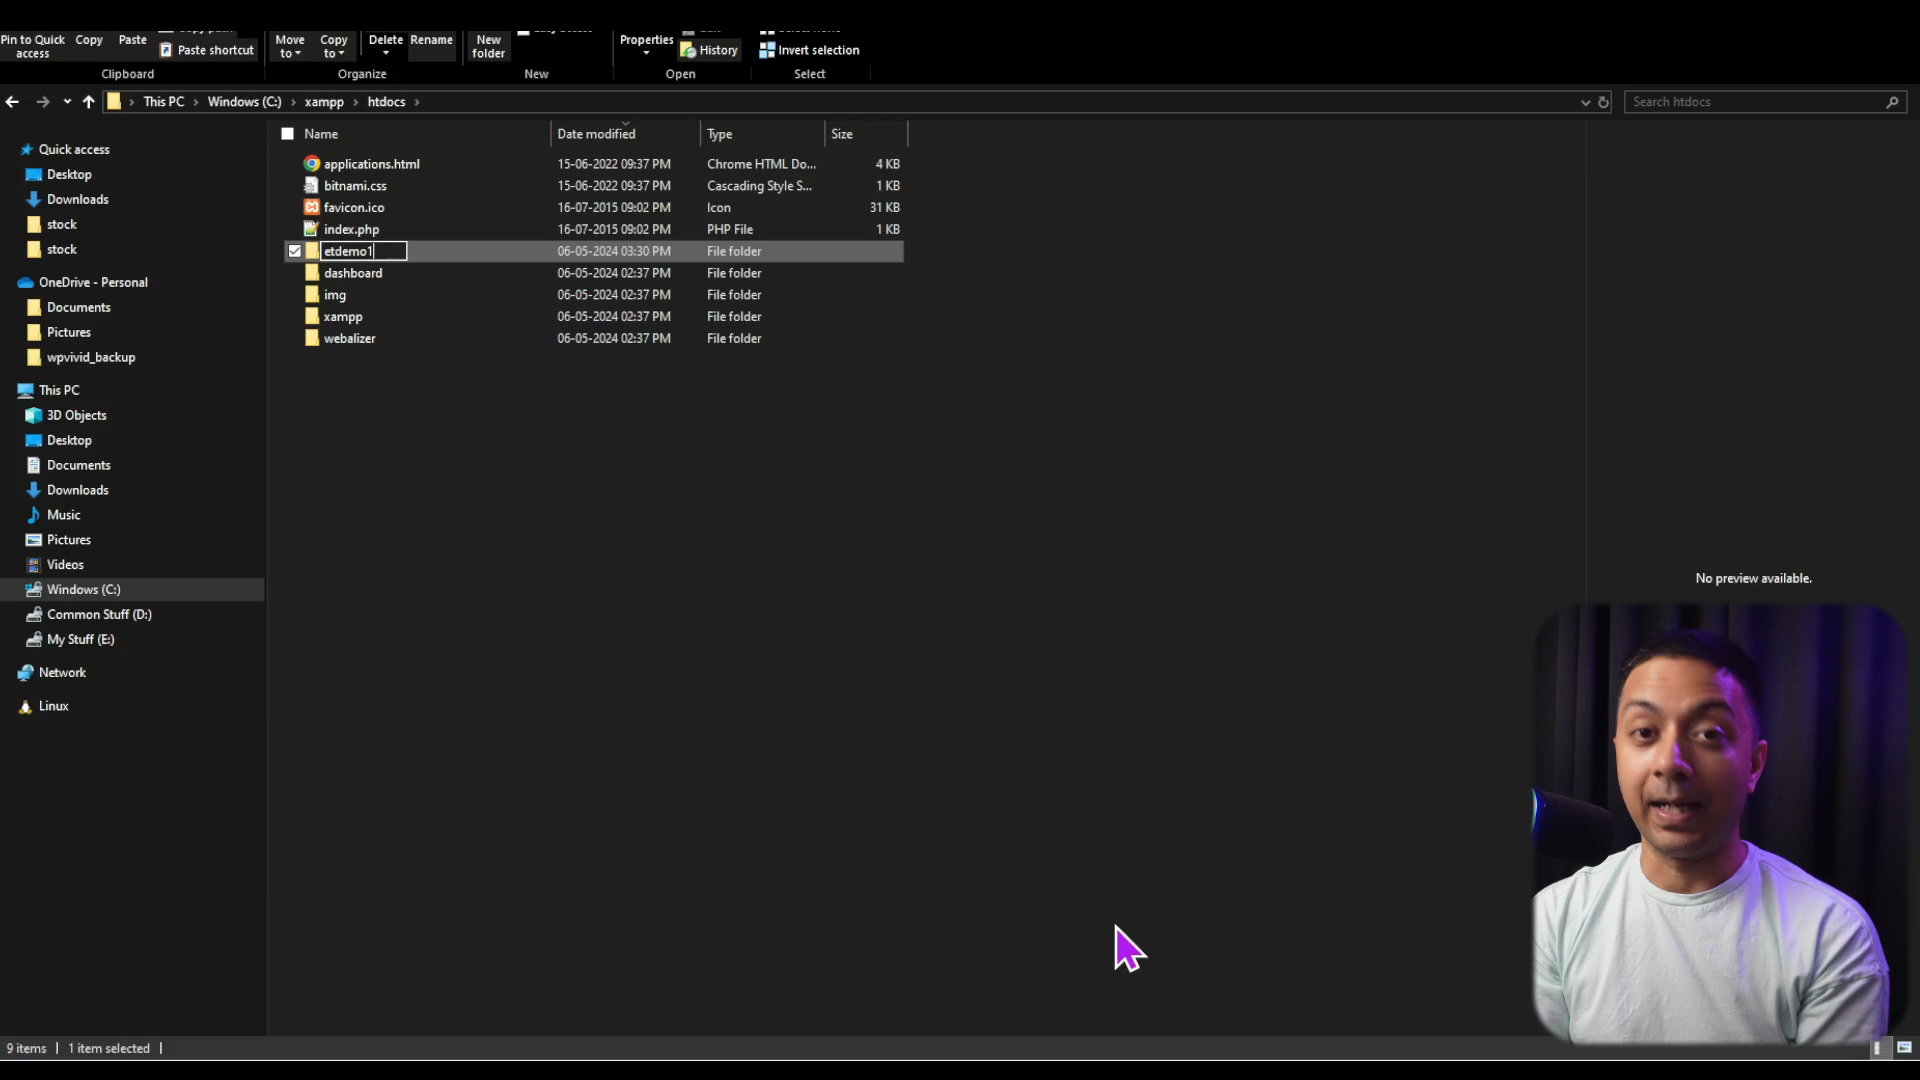 Pin to Quick access
Copy
Paste
Paste shortcut
Move to
Copy to
Delete
Rename
New folder
Properties
History
Invert selection
Clipboard
Organize
New
Open
Select
This PC
Windows (C:)
xampp
htdocs
Search htdocs
Name
Date modified
Type
Size
applications.html 15-06-2022 09:37 PM Chrome HTML Do... 4 KB
bitnami.css 15-06-2022 09:37 PM Cascading Style S... 1 KB
favicon.ico 16-07-2015 09:02 PM Icon 31 KB
index.php 16-07-2015 09:02 PM PHP File 1 KB
etdemo1 06-05-2024 03:30 PM File folder
dashboard 06-05-2024 02:37 PM File folder
img 06-05-2024 02:37 PM File folder
xampp 06-05-2024 02:37 PM File folder
webalizer 06-05-2024 02:37 PM File folder
Quick access
Desktop
Downloads
stock
stock
OneDrive - Personal
Documents
Pictures
wpvivid_backup
This PC
3D Objects
Desktop
Documents
Downloads
Music
Pictures
Videos
Windows (C:)
Common Stuff (D:)
My Stuff (E:)
Network
Linux
No preview available.
9 items
1 item selected